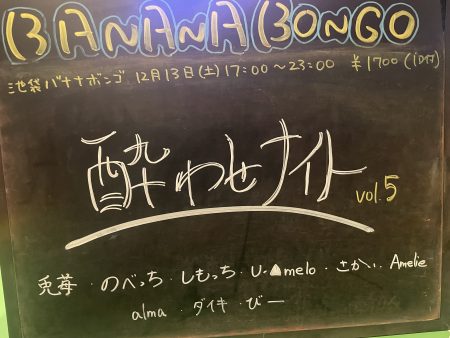 BANANA BONGO
池袋バナナボンゴ 12月13日(土)17:00〜23:00 ¥1700(1D付)
酔わせナイト vol.5
兎苺・のべっち・しもっち・U-▲melo・さかい・Amelie
alma・ダイキ・びー